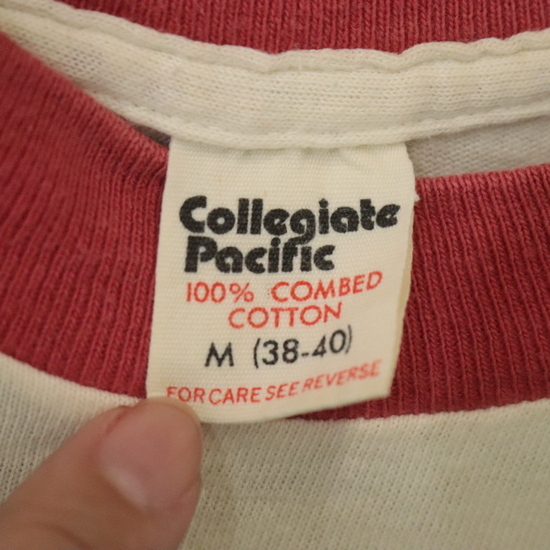 Collegiate
Pacific
100% COMBED
COTTON
M (38-40)
FOR CARE SEE REVERSE